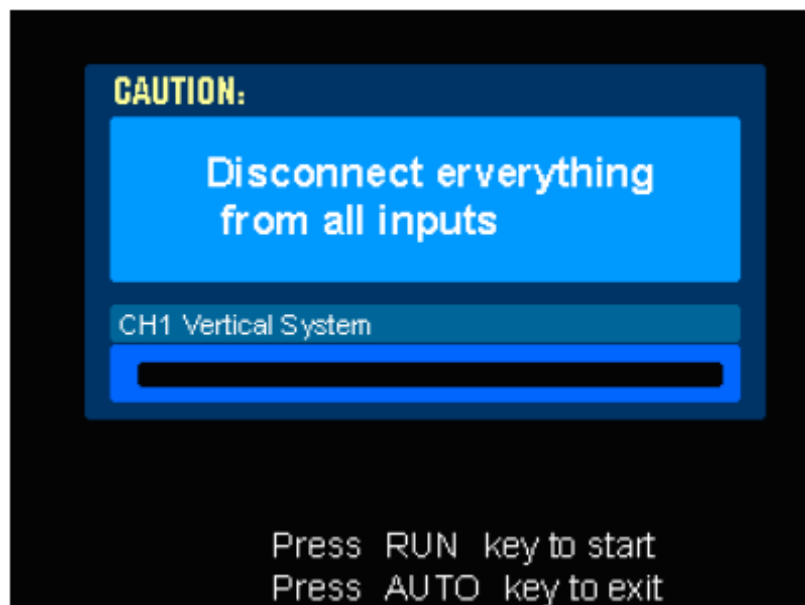 CAUTION:
Disconnect erverything
from all inputs
CH1 Vertical System
Press RUN key to start
Press AUTO key to exit